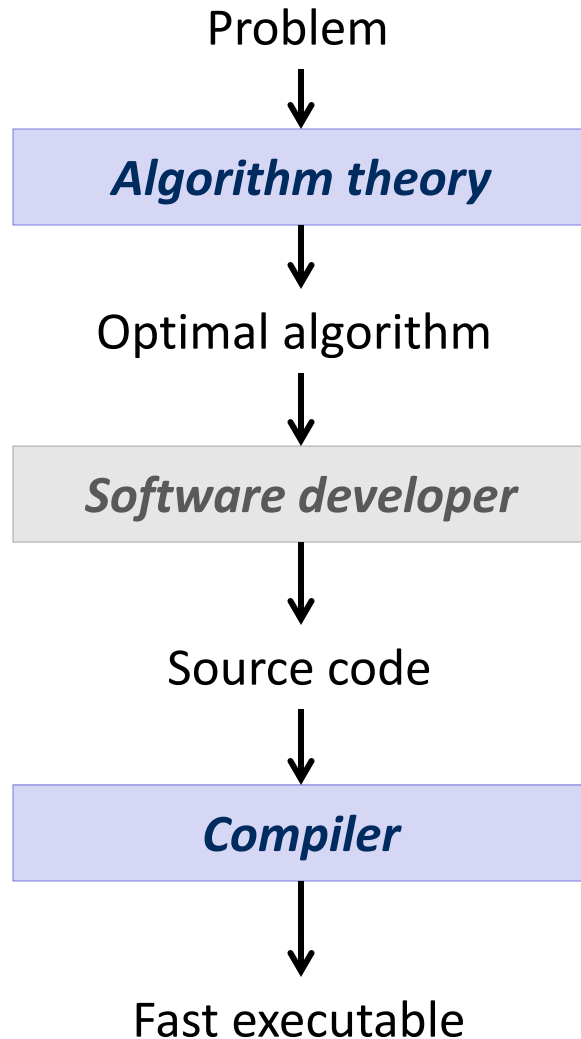 Problem
Algorithm theory
Optimal algorithm
Software developer
Source code
Compiler
Fast executable